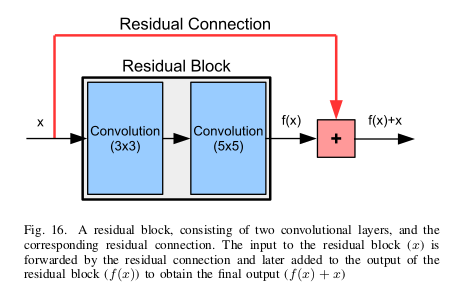 Residual Connection
Residual Block
x
Convolution
(3x3)
Convolution
(5x5)
f(x)
+
f(x)+x
Fig. 16. A residual block, consisting of two convolutional layers, and the
corresponding residual connection. The input to the residual block (x) is
forwarded by the residual connection and later added to the output of
the residual block (f(x)) to obtain the final output (f(x) + x)